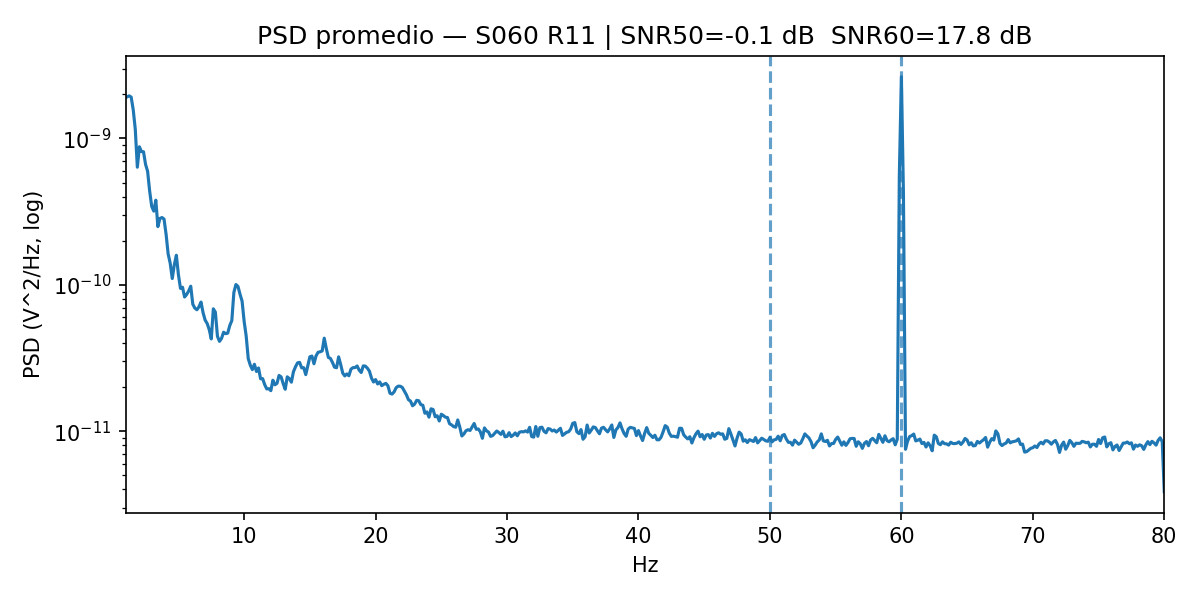 PSD promedio — S060 R11 | SNR50=-0.1 dB  SNR60=17.8 dB
PSD (V^2/Hz, log)
10⁻⁹
10⁻¹⁰
10⁻¹¹
10 20 30 40 50 60 70 80
Hz